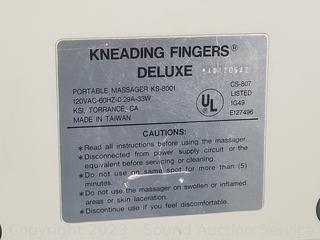 KNEADING FINGERS®
DELUXE
PORTABLE MASSAGER KS-8001
120VAC-60HZ-0.29A-33W
KSI, TORRANCE, CA
MADE IN TAIWAN
UL
CS-807
LISTED
1G49
E127496
CAUTIONS:
*Read all instructions before using the massager.
*Disconnected from power supply circuit or the
bagage before servicing or cleaning.
*Do not use on same spot for more than (5)
minutes.
*Do not use the massager on swollen or inflamed
areas or skin laceration.
*Discontinue use if you feel discomfortable.
Copyright 2023 - Sound Auction Service